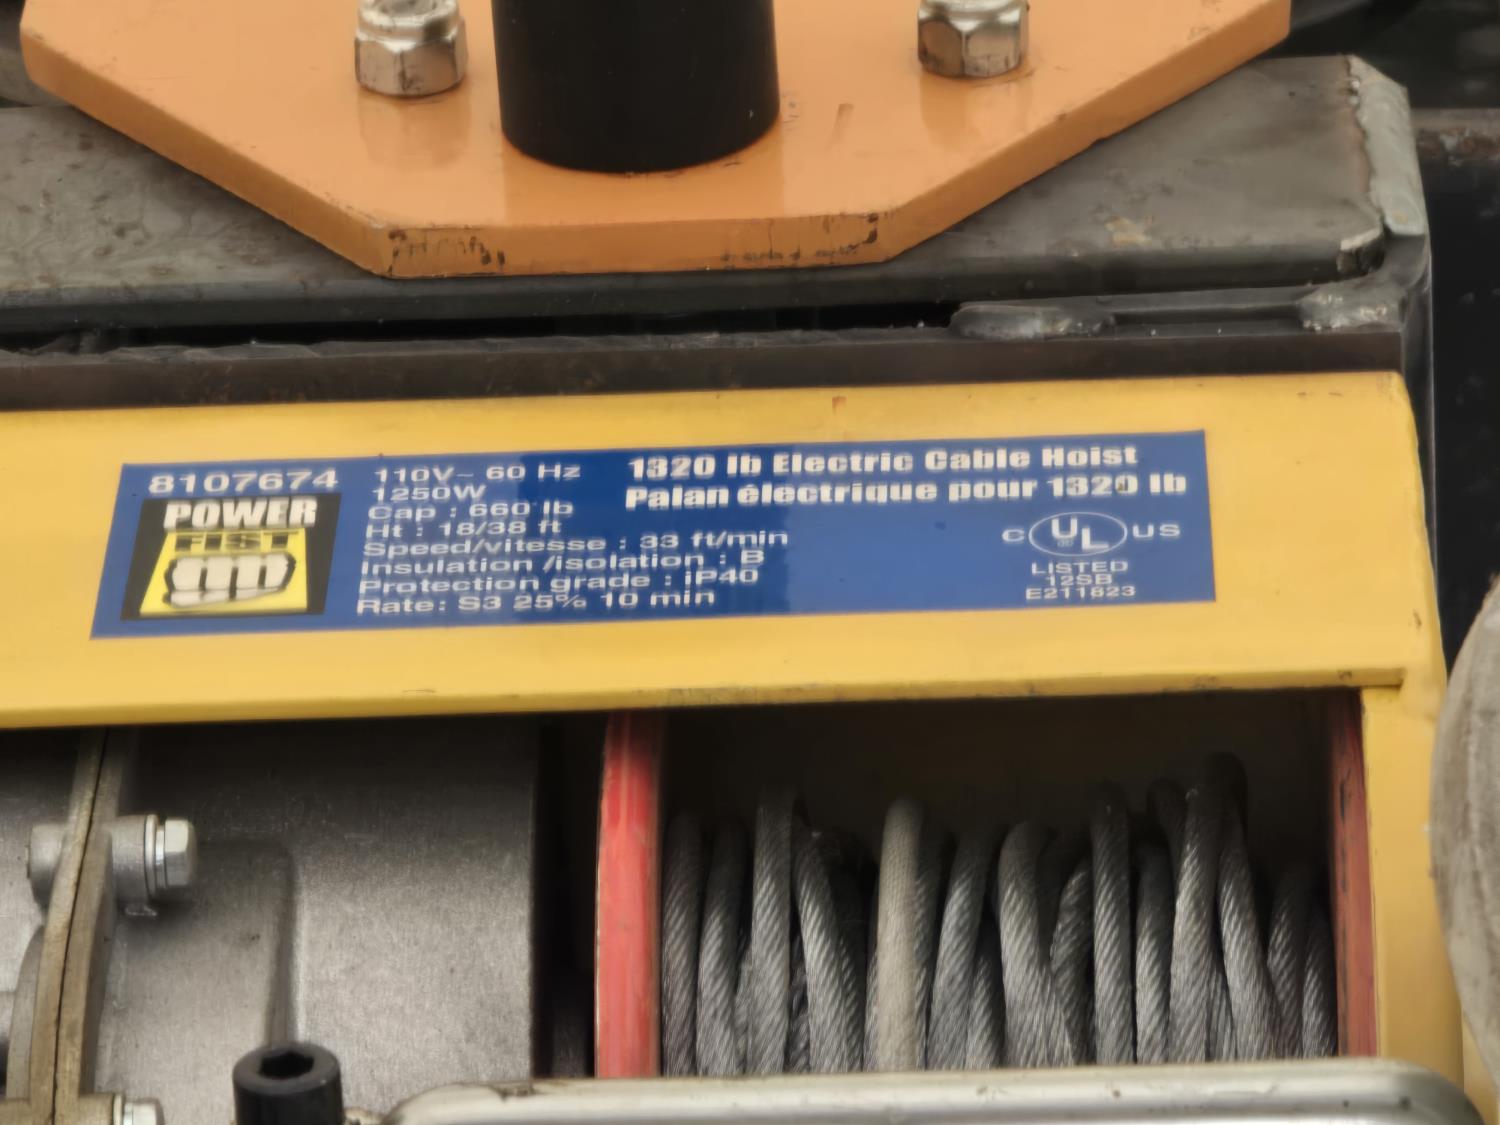 8107674
POWER
FIST
110V~ 60 Hz
1250W
Cap : 660 lb
Ht : 18/38 ft
Speed/vitesse : 33 ft/min
Insulation /isolation : B
Protection grade : iP40
Rate: S3 25% 10 min
1320 lb Electric Cable Hoist
Palan électrique pour 1320 lb
C UL US
LISTED
12SB
E211823